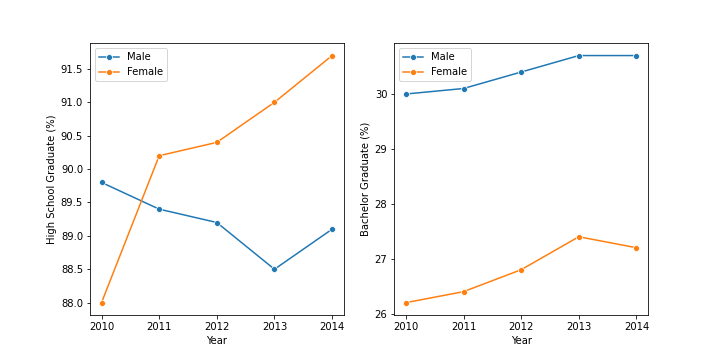 Male
Female
High School Graduate (%)
91.5
91.0
90.5
90.0
89.5
89.0
88.5
88.0
2010 2011 2012 2013 2014
Year
Male
Female
Bachelor Graduate (%)
30
29
28
27
26
2010 2011 2012 2013 2014
Year